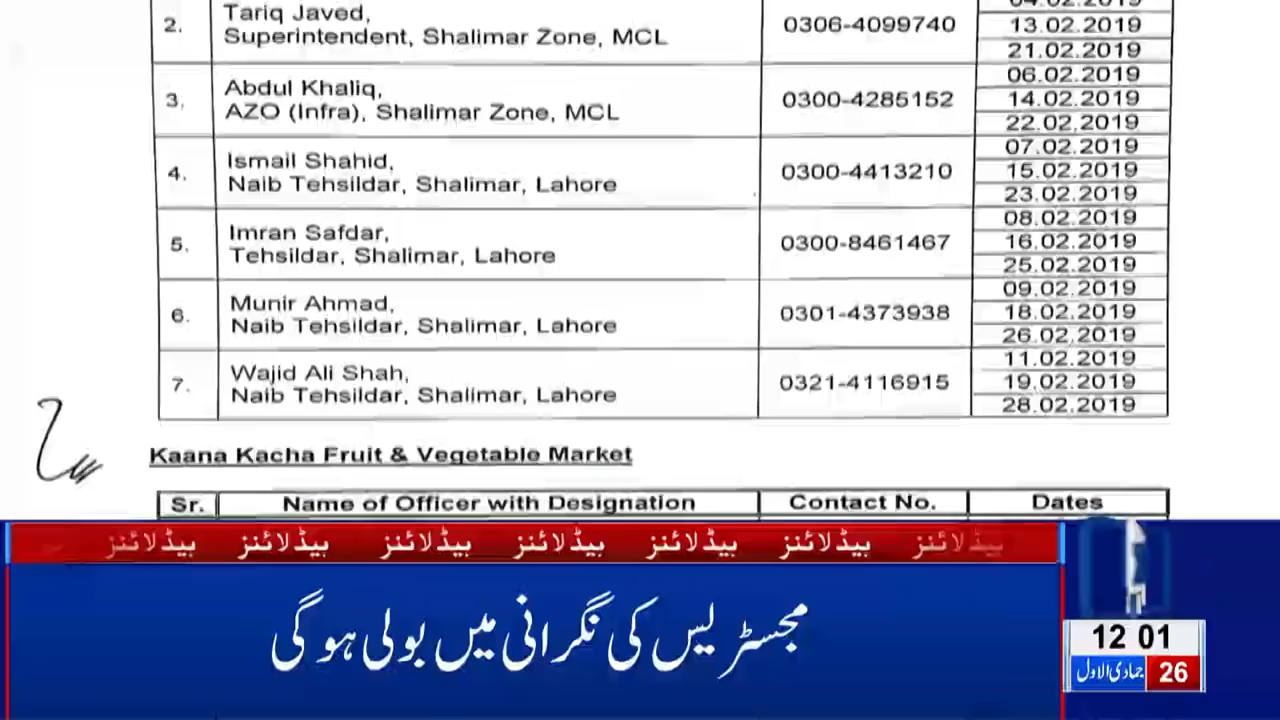 04.02.2019
2.
Tariq Javed,
Superintendent, Shalimar Zone, MCL
0306-4099740
13.02.2019
21.02.2019
3.
Abdul Khaliq,
AZO (Infra), Shalimar Zone, MCL
0300-4285152
06.02.2019
14.02.2019
22.02.2019
4.
Ismail Shahid,
Naib Tehsildar, Shalimar, Lahore
0300-4413210
07.02.2019
15.02.2019
23.02.2019
5.
Imran Safdar,
Tehsildar, Shalimar, Lahore
0300-8461467
08.02.2019
16.02.2019
25.02.2019
6.
Munir Ahmad,
Naib Tehsildar, Shalimar, Lahore
0301-4373938
09.02.2019
18.02.2019
26.02.2019
7.
Wajid Ali Shah,
Naib Tehsildar, Shalimar, Lahore
0321-4116915
11.02.2019
19.02.2019
28.02.2019
Kaana Kacha Fruit & Vegetable Market
Sr. Name of Officer with Designation Contact No. Dates
ہیڈلائنز ہیڈلائنز ہیڈلائنز ہیڈلائنز ہیڈلائنز ہیڈلائنز ہیڈلائنز
مجسٹریس کی نگرانی میں بولی ہوگی
12 01
جمادی الاول 26